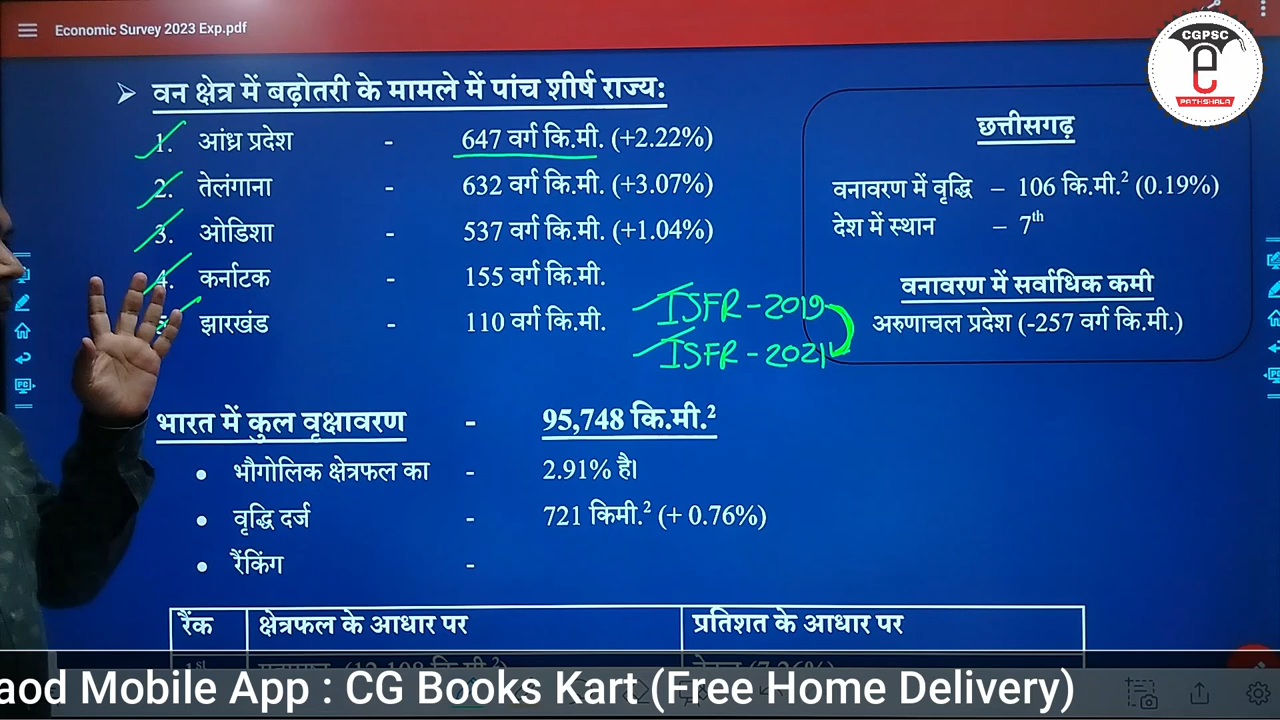 Economic Survey 2023 Exp.pdf
CGPSC
e
PATHSHALA
➢ वन क्षेत्र में बढ़ोतरी के मामले में पांच शीर्ष राज्य:
1. आंध्र प्रदेश - 647 वर्ग कि.मी. (+2.22%)
2. तेलंगाना - 632 वर्ग कि.मी. (+3.07%)
3. ओडिशा - 537 वर्ग कि.मी. (+1.04%)
4. कर्नाटक - 155 वर्ग कि.मी.
5. झारखंड - 110 वर्ग कि.मी.
ISFR - 2019
ISFR - 2021
छत्तीसगढ़
वनावरण में वृद्धि – 106 कि.मी.² (0.19%)
देश में स्थान – 7th
वनावरण में सर्वाधिक कमी
अरुणाचल प्रदेश (-257 वर्ग कि.मी.)
भारत में कुल वृक्षावरण - 95,748 कि.मी.²
• भौगोलिक क्षेत्रफल का - 2.91% है।
• वृद्धि दर्ज - 721 किमी.² (+ 0.76%)
• रैंकिंग -
रैंक क्षेत्रफल के आधार पर प्रतिशत के आधार पर
aod Mobile App : CG Books Kart (Free Home Delivery)